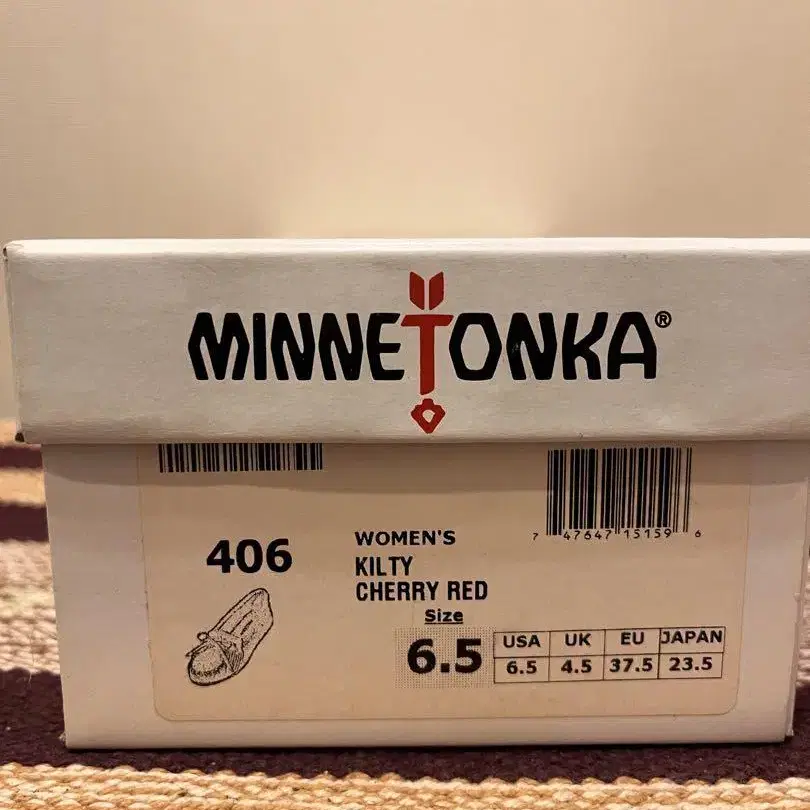 MINNETONKA®
7 47647 15159 6
406
WOMEN'S
KILTY
CHERRY RED
Size
6.5
USA UK EU JAPAN
6.5 4.5 37.5 23.5